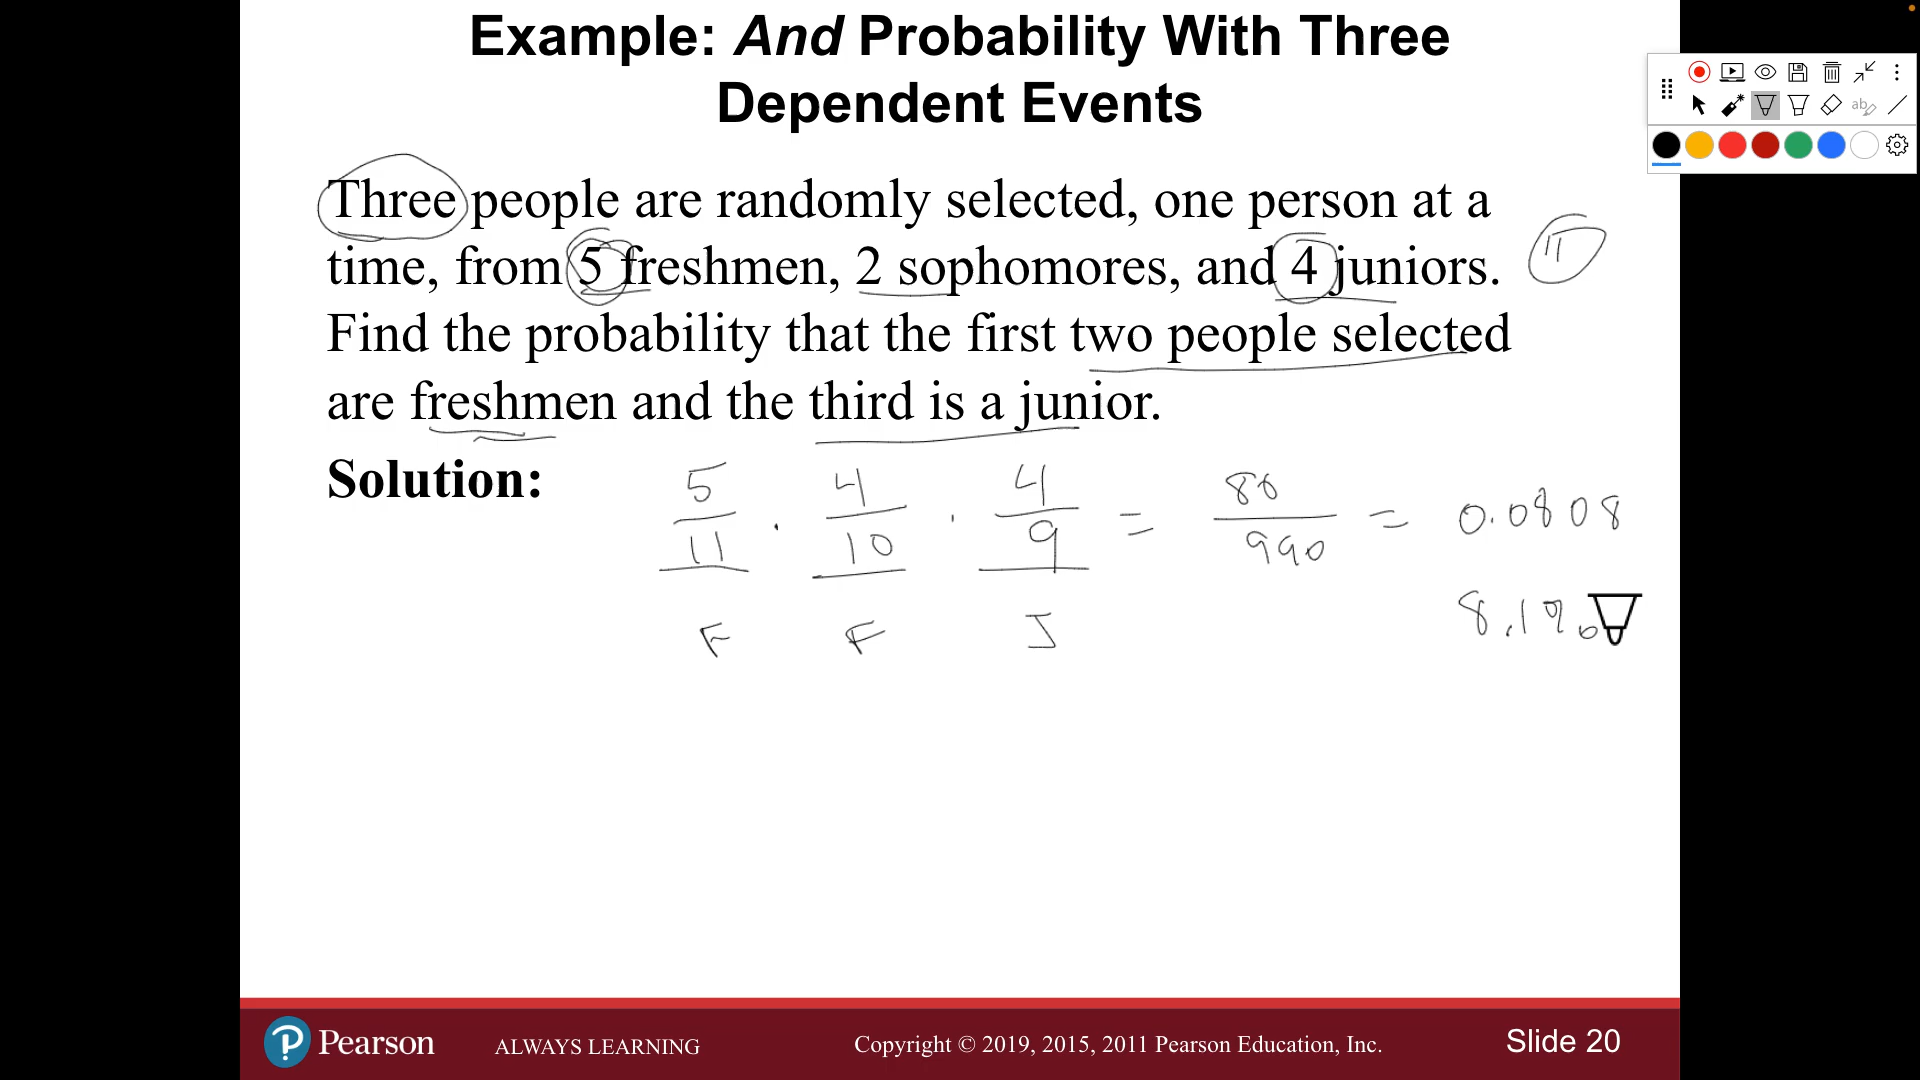 Example: And Probability With Three
Dependent Events
Three people are randomly selected, one person at a
time, from 5 freshmen, 2 sophomores, and 4 juniors.
11
Find the probability that the first two people selected
are freshmen and the third is a junior.
Solution:
5/11 · 4/10 · 4/9 = 80/990 = 0.0808
8.1%
F F J
Pearson
ALWAYS LEARNING
Copyright © 2019, 2015, 2011 Pearson Education, Inc.
Slide 20
ab